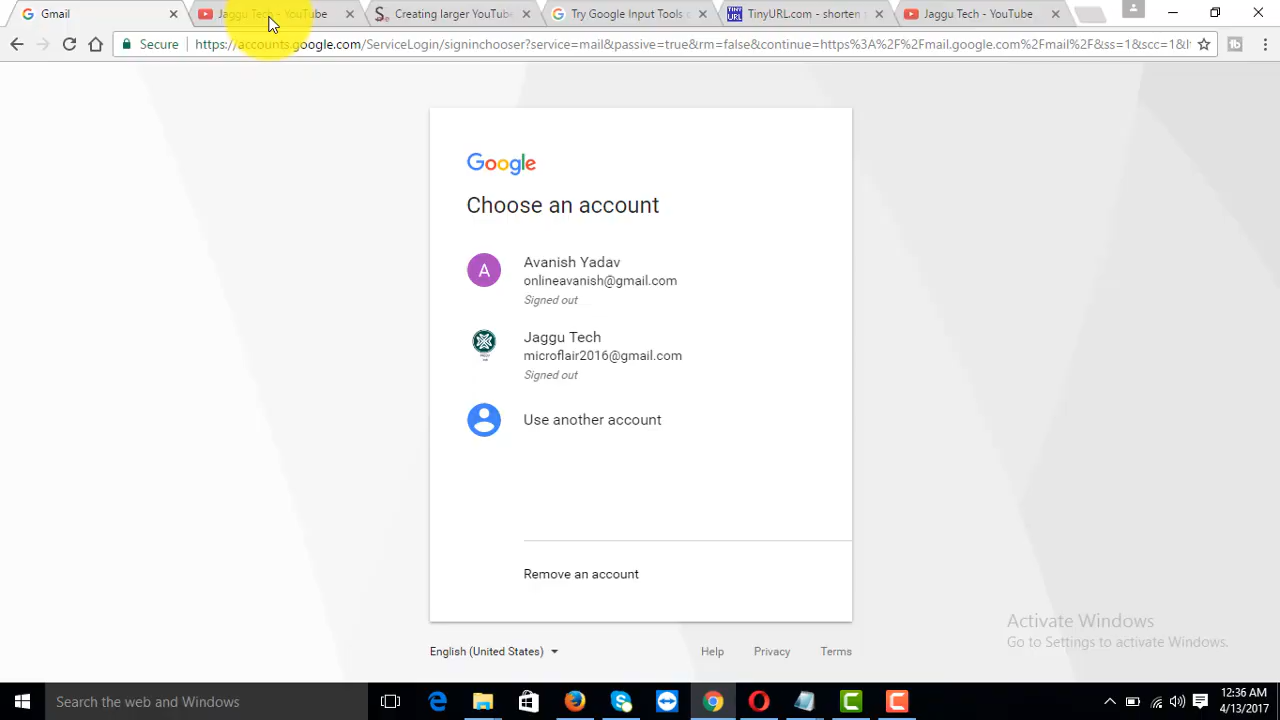 Gmail
Jaggu Tech - YouTube
Creating larger YouTub
Try Google Input Tools o
TinyURL.com - shorten t
Jaggu Tech - YouTube
Secure
https://accounts.google.com/ServiceLogin/signinchooser?service=mail&passive=true&rm=false&continue=https%3A%2F%2Fmail.google.com%2Fmail%2F&ss=1&scc=1&l
Google
Choose an account
A
Avanish Yadav
onlineavanish@gmail.com
Signed out
Jaggu Tech
microflair2016@gmail.com
Signed out
Use another account
Remove an account
Activate Windows
Go to Settings to activate Windows.
English (United States)
Help
Privacy
Terms
Search the web and Windows
12:36 AM
4/13/2017